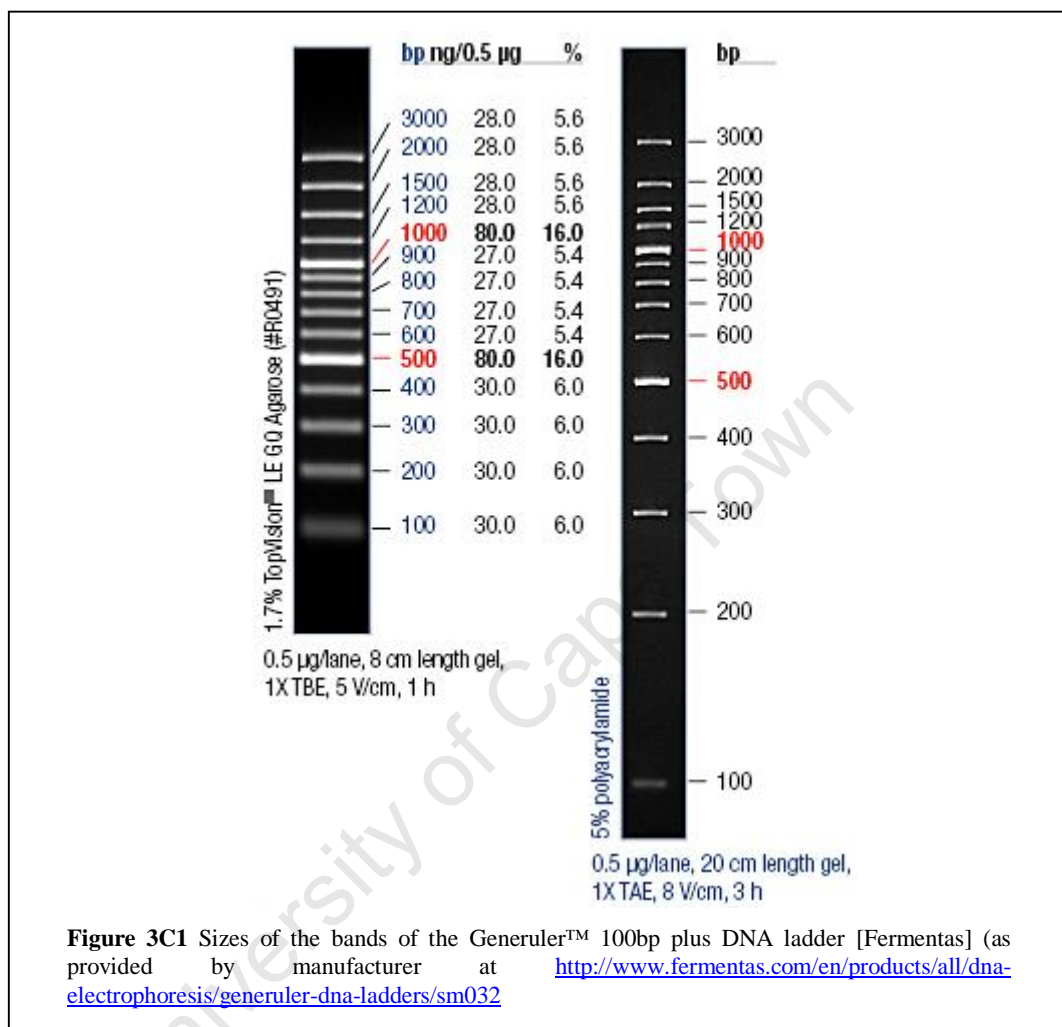 bp ng/0.5 µg %
3000 28.0 5.6
2000 28.0 5.6
1500 28.0 5.6
1200 28.0 5.6
1000 80.0 16.0
900 27.0 5.4
800 27.0 5.4
700 27.0 5.4
600 27.0 5.4
500 80.0 16.0
400 30.0 6.0
300 30.0 6.0
200 30.0 6.0
100 30.0 6.0
1.7% TopVision LE GQ Agarose (#R0491)
0.5 µg/lane, 8 cm length gel,
1X TBE, 5 V/cm, 1 h
bp
3000
2000
1500
1200
1000
900
800
700
600
500
400
300
200
100
5% polyacrylamide
0.5 µg/lane, 20 cm length gel,
1X TAE, 8 V/cm, 3 h
University of Cape Town
Figure 3C1 Sizes of the bands of the Generuler™ 100bp plus DNA ladder [Fermentas] (as
provided by manufacturer at http://www.fermentas.com/en/products/all/dna-
electrophoresis/generuler-dna-ladders/sm032